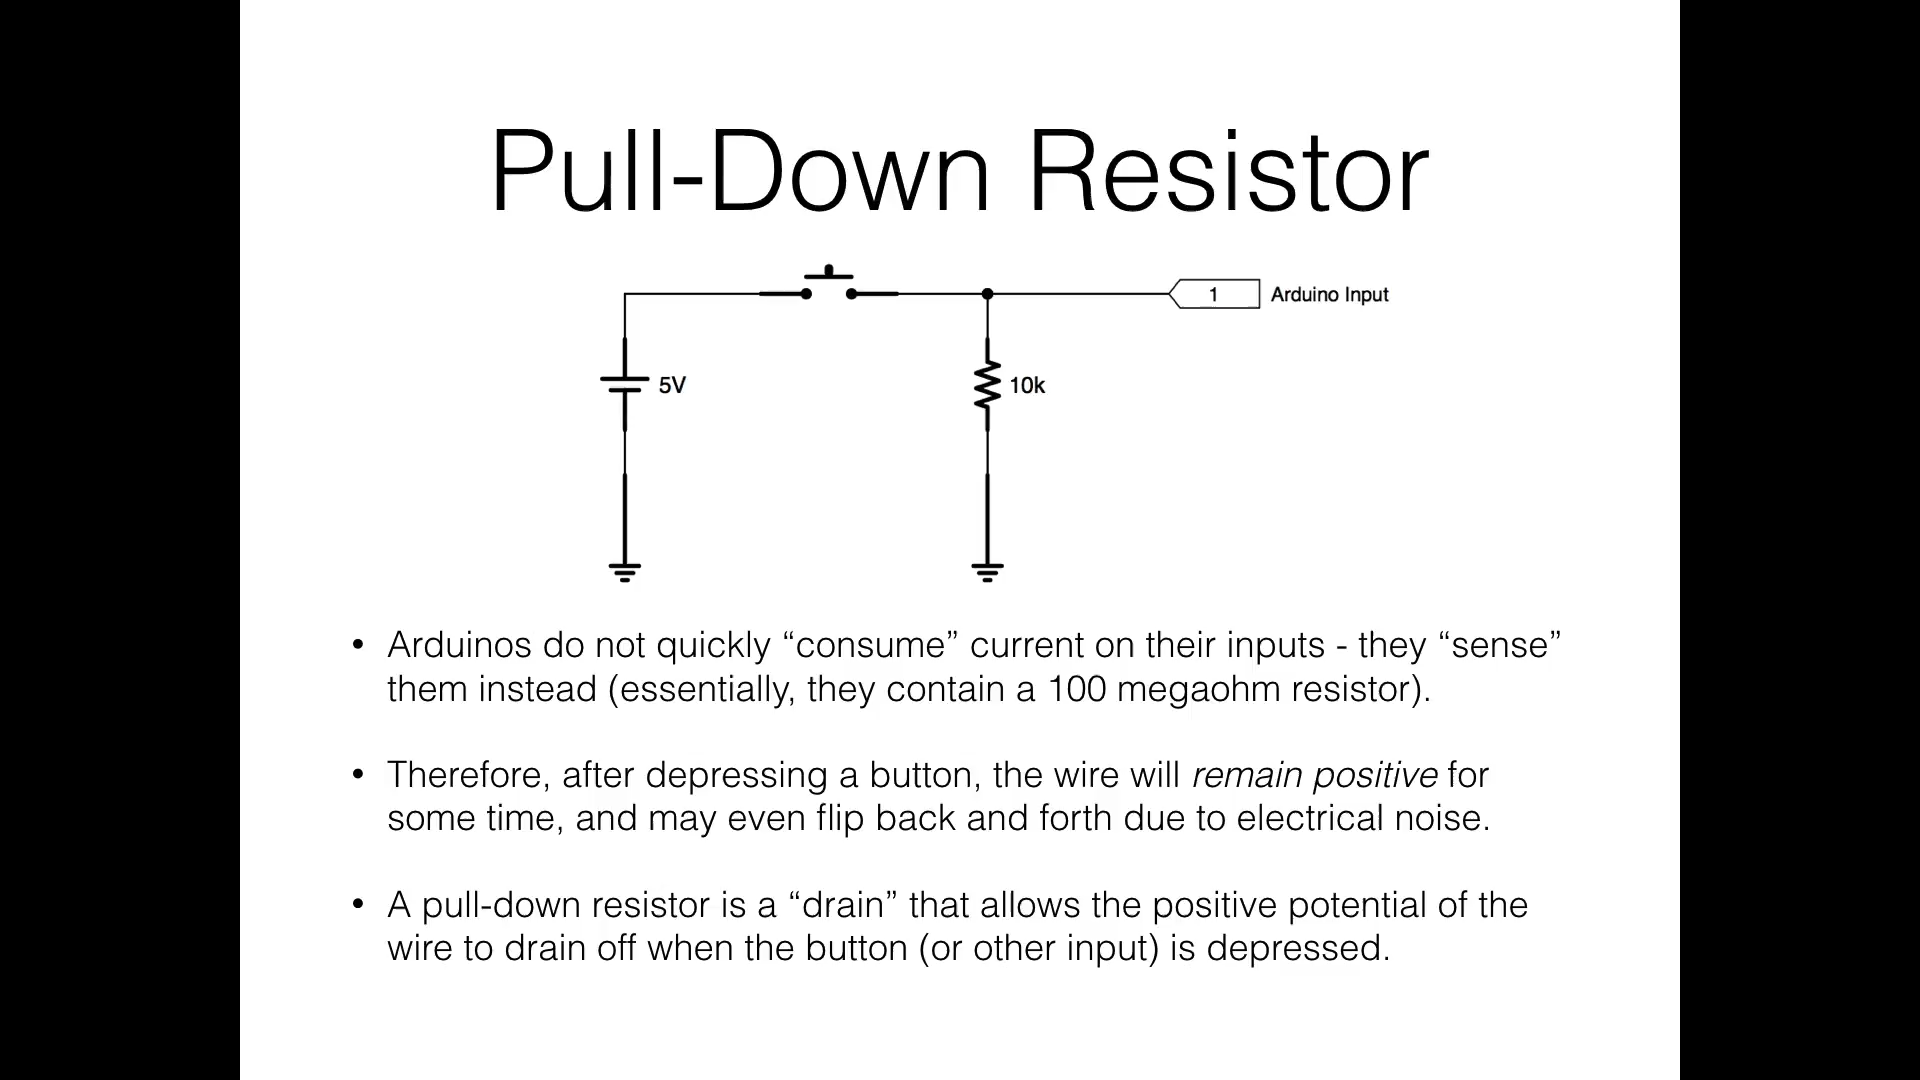 Pull-Down Resistor
1 Arduino Input
5V
10k
• Arduinos do not quickly “consume” current on their inputs - they “sense”
them instead (essentially, they contain a 100 megaohm resistor).
• Therefore, after depressing a button, the wire will remain positive for
some time, and may even flip back and forth due to electrical noise.
• A pull-down resistor is a “drain” that allows the positive potential of the
wire to drain off when the button (or other input) is depressed.